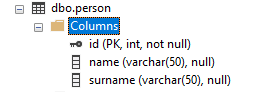 dbo.person
Columns
id (PK, int, not null)
name (varchar(50), null)
surname (varchar(50), null)